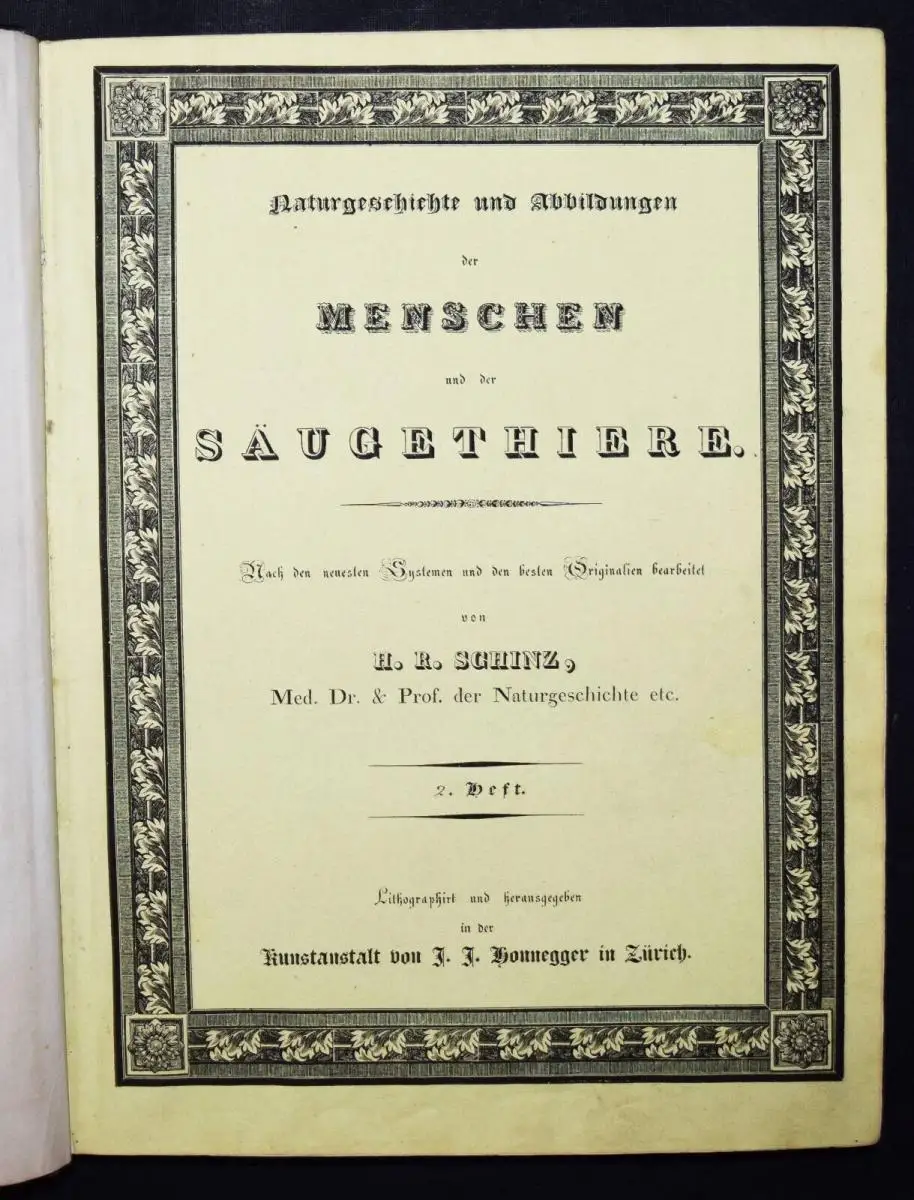 Naturgeschichte und Abbildungen
der
MENSCHEN
und der
SÄUGETHIERE.
Nach den neuesten Systemen und den besten Originalien bearbeitet
von
H. R. SCHINZ,
Med. Dr. & Prof. der Naturgeschichte etc.
2. Heft.
Lithographirt und herausgegeben
in der
Kunstanstalt von J. J. Honnegger in Zürich.